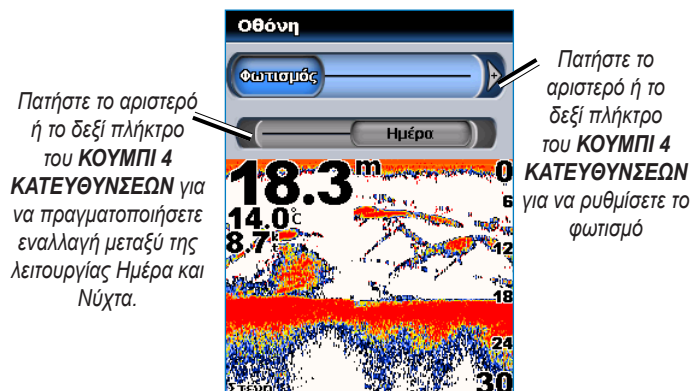 Οθόνη
Φωτισμός
+
Ημέρα
Πατήστε το αριστερό
ή το δεξί πλήκτρο
του ΚΟΥΜΠΙ 4
ΚΑΤΕΥΘΥΝΣΕΩΝ για
να πραγματοποιήσετε
εναλλαγή μεταξύ της
λειτουργίας Ημέρα και
Νύχτα.
Πατήστε το
αριστερό ή το
δεξί πλήκτρο
του ΚΟΥΜΠΙ 4
ΚΑΤΕΥΘΥΝΣΕΩΝ
για να ρυθμίσετε το
φωτισμό
18.3m
14.0c
8.7
0
6
12
18
24
30
Στενό